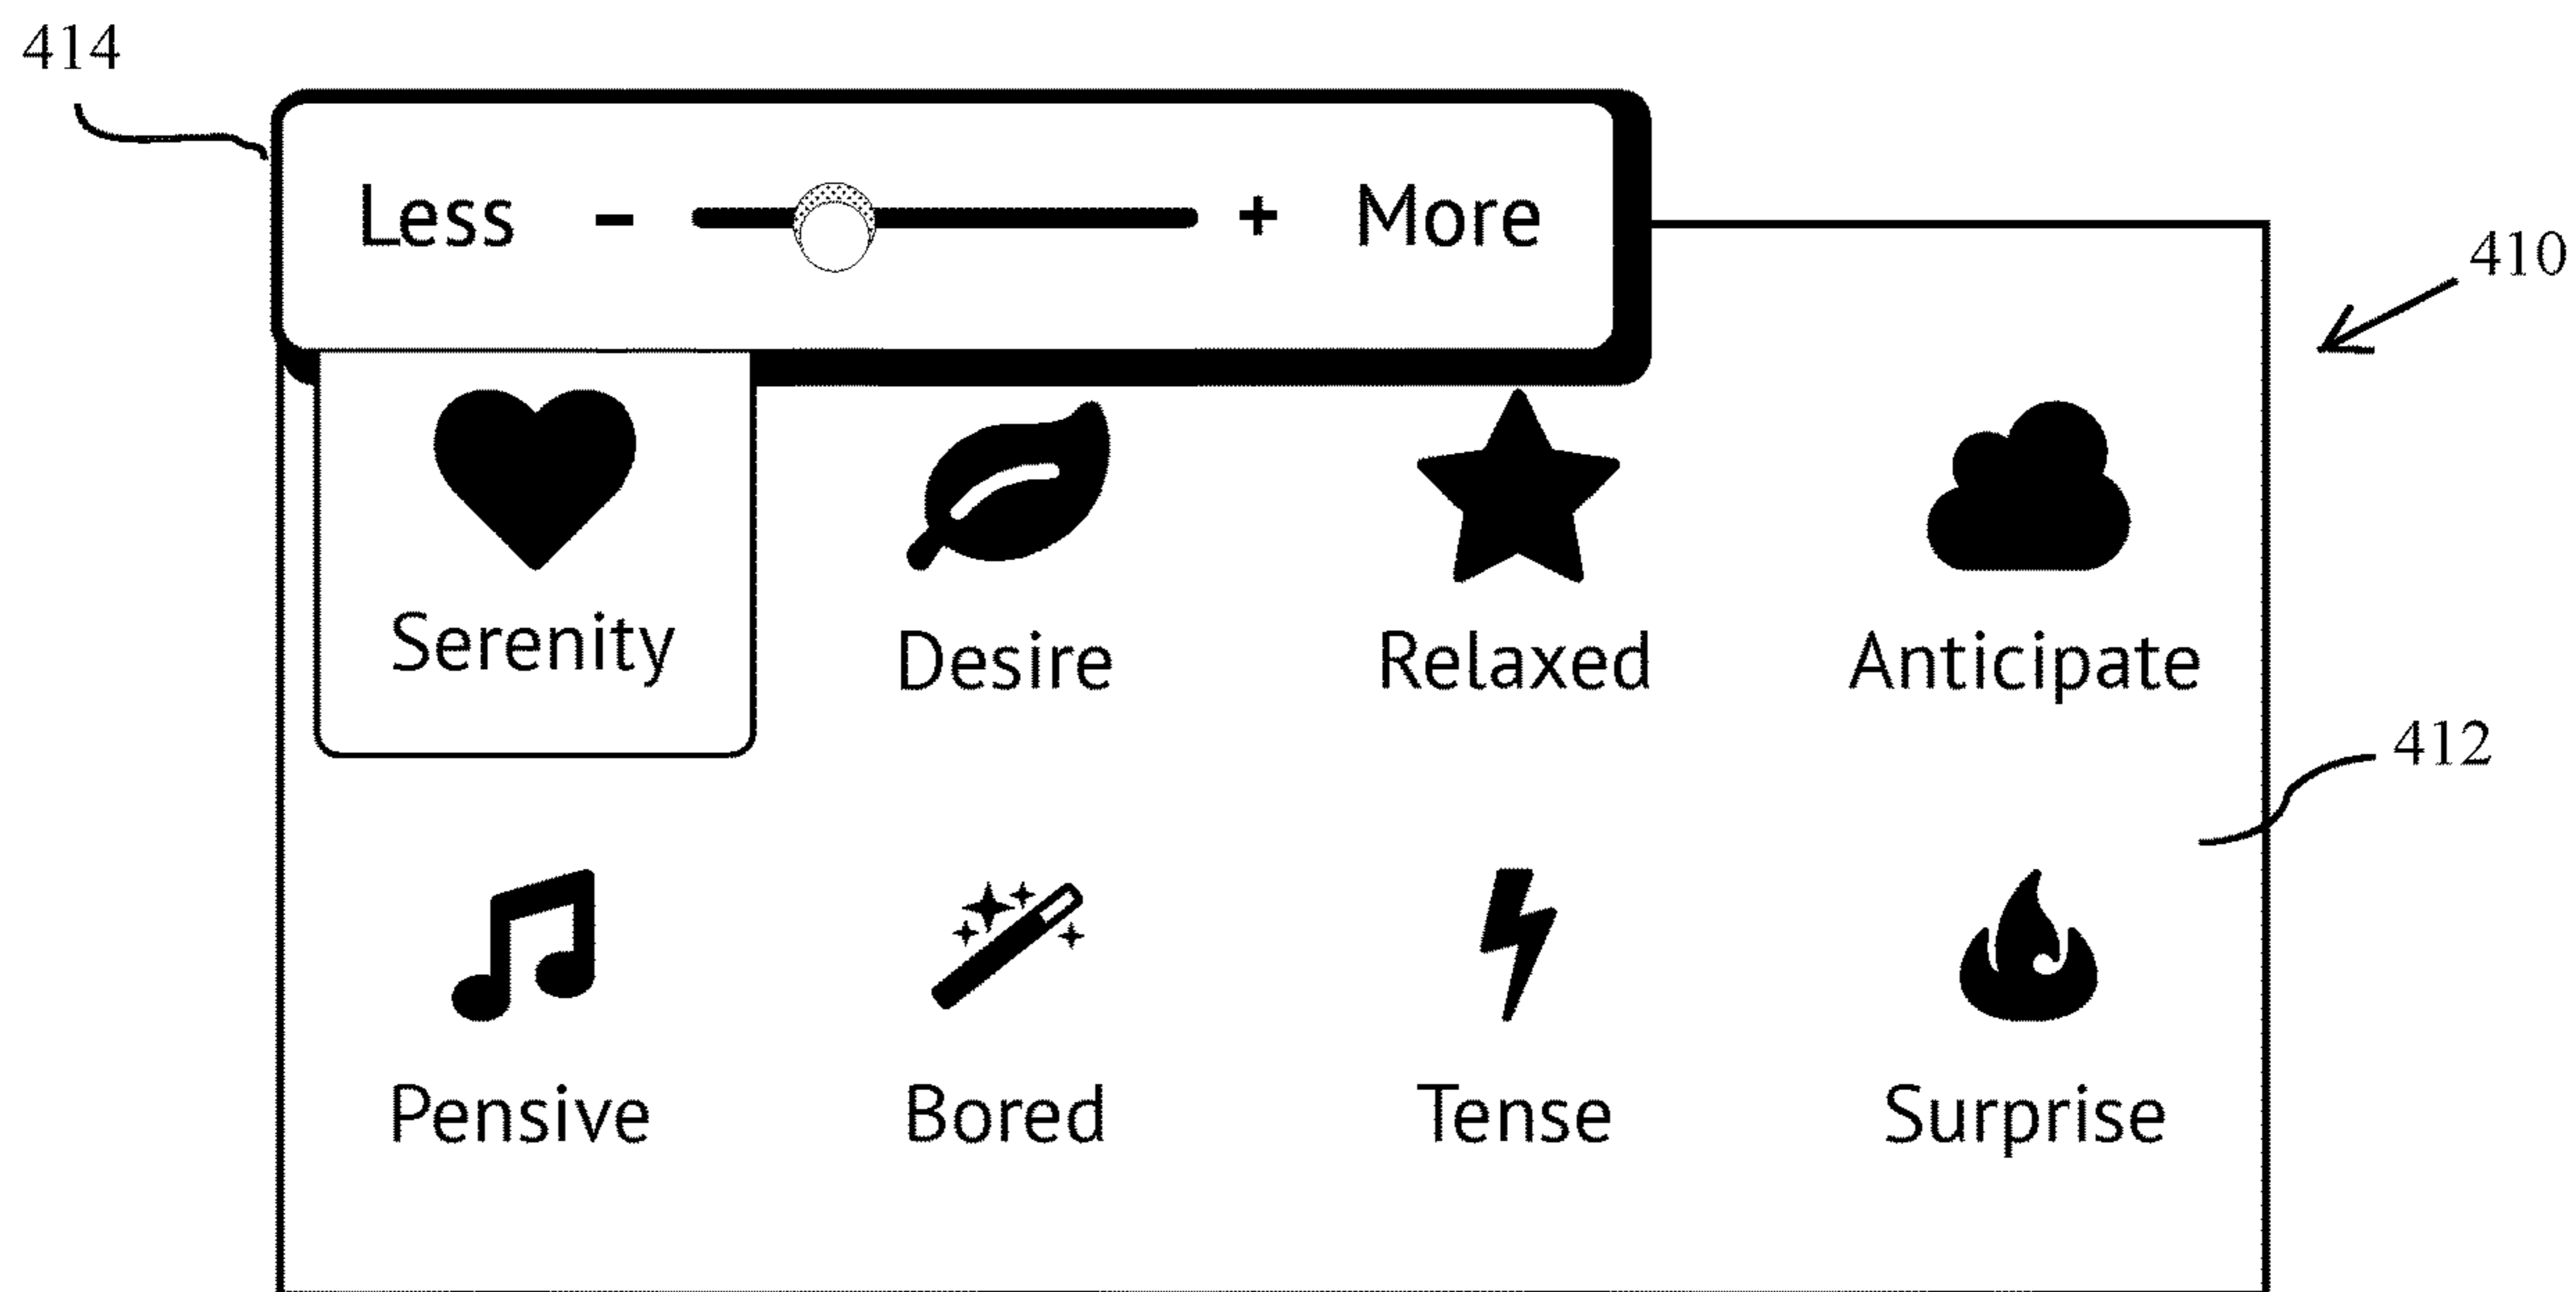 414
Less - + More
410
Serenity Desire Relaxed Anticipate
412
Pensive Bored Tense Surprise